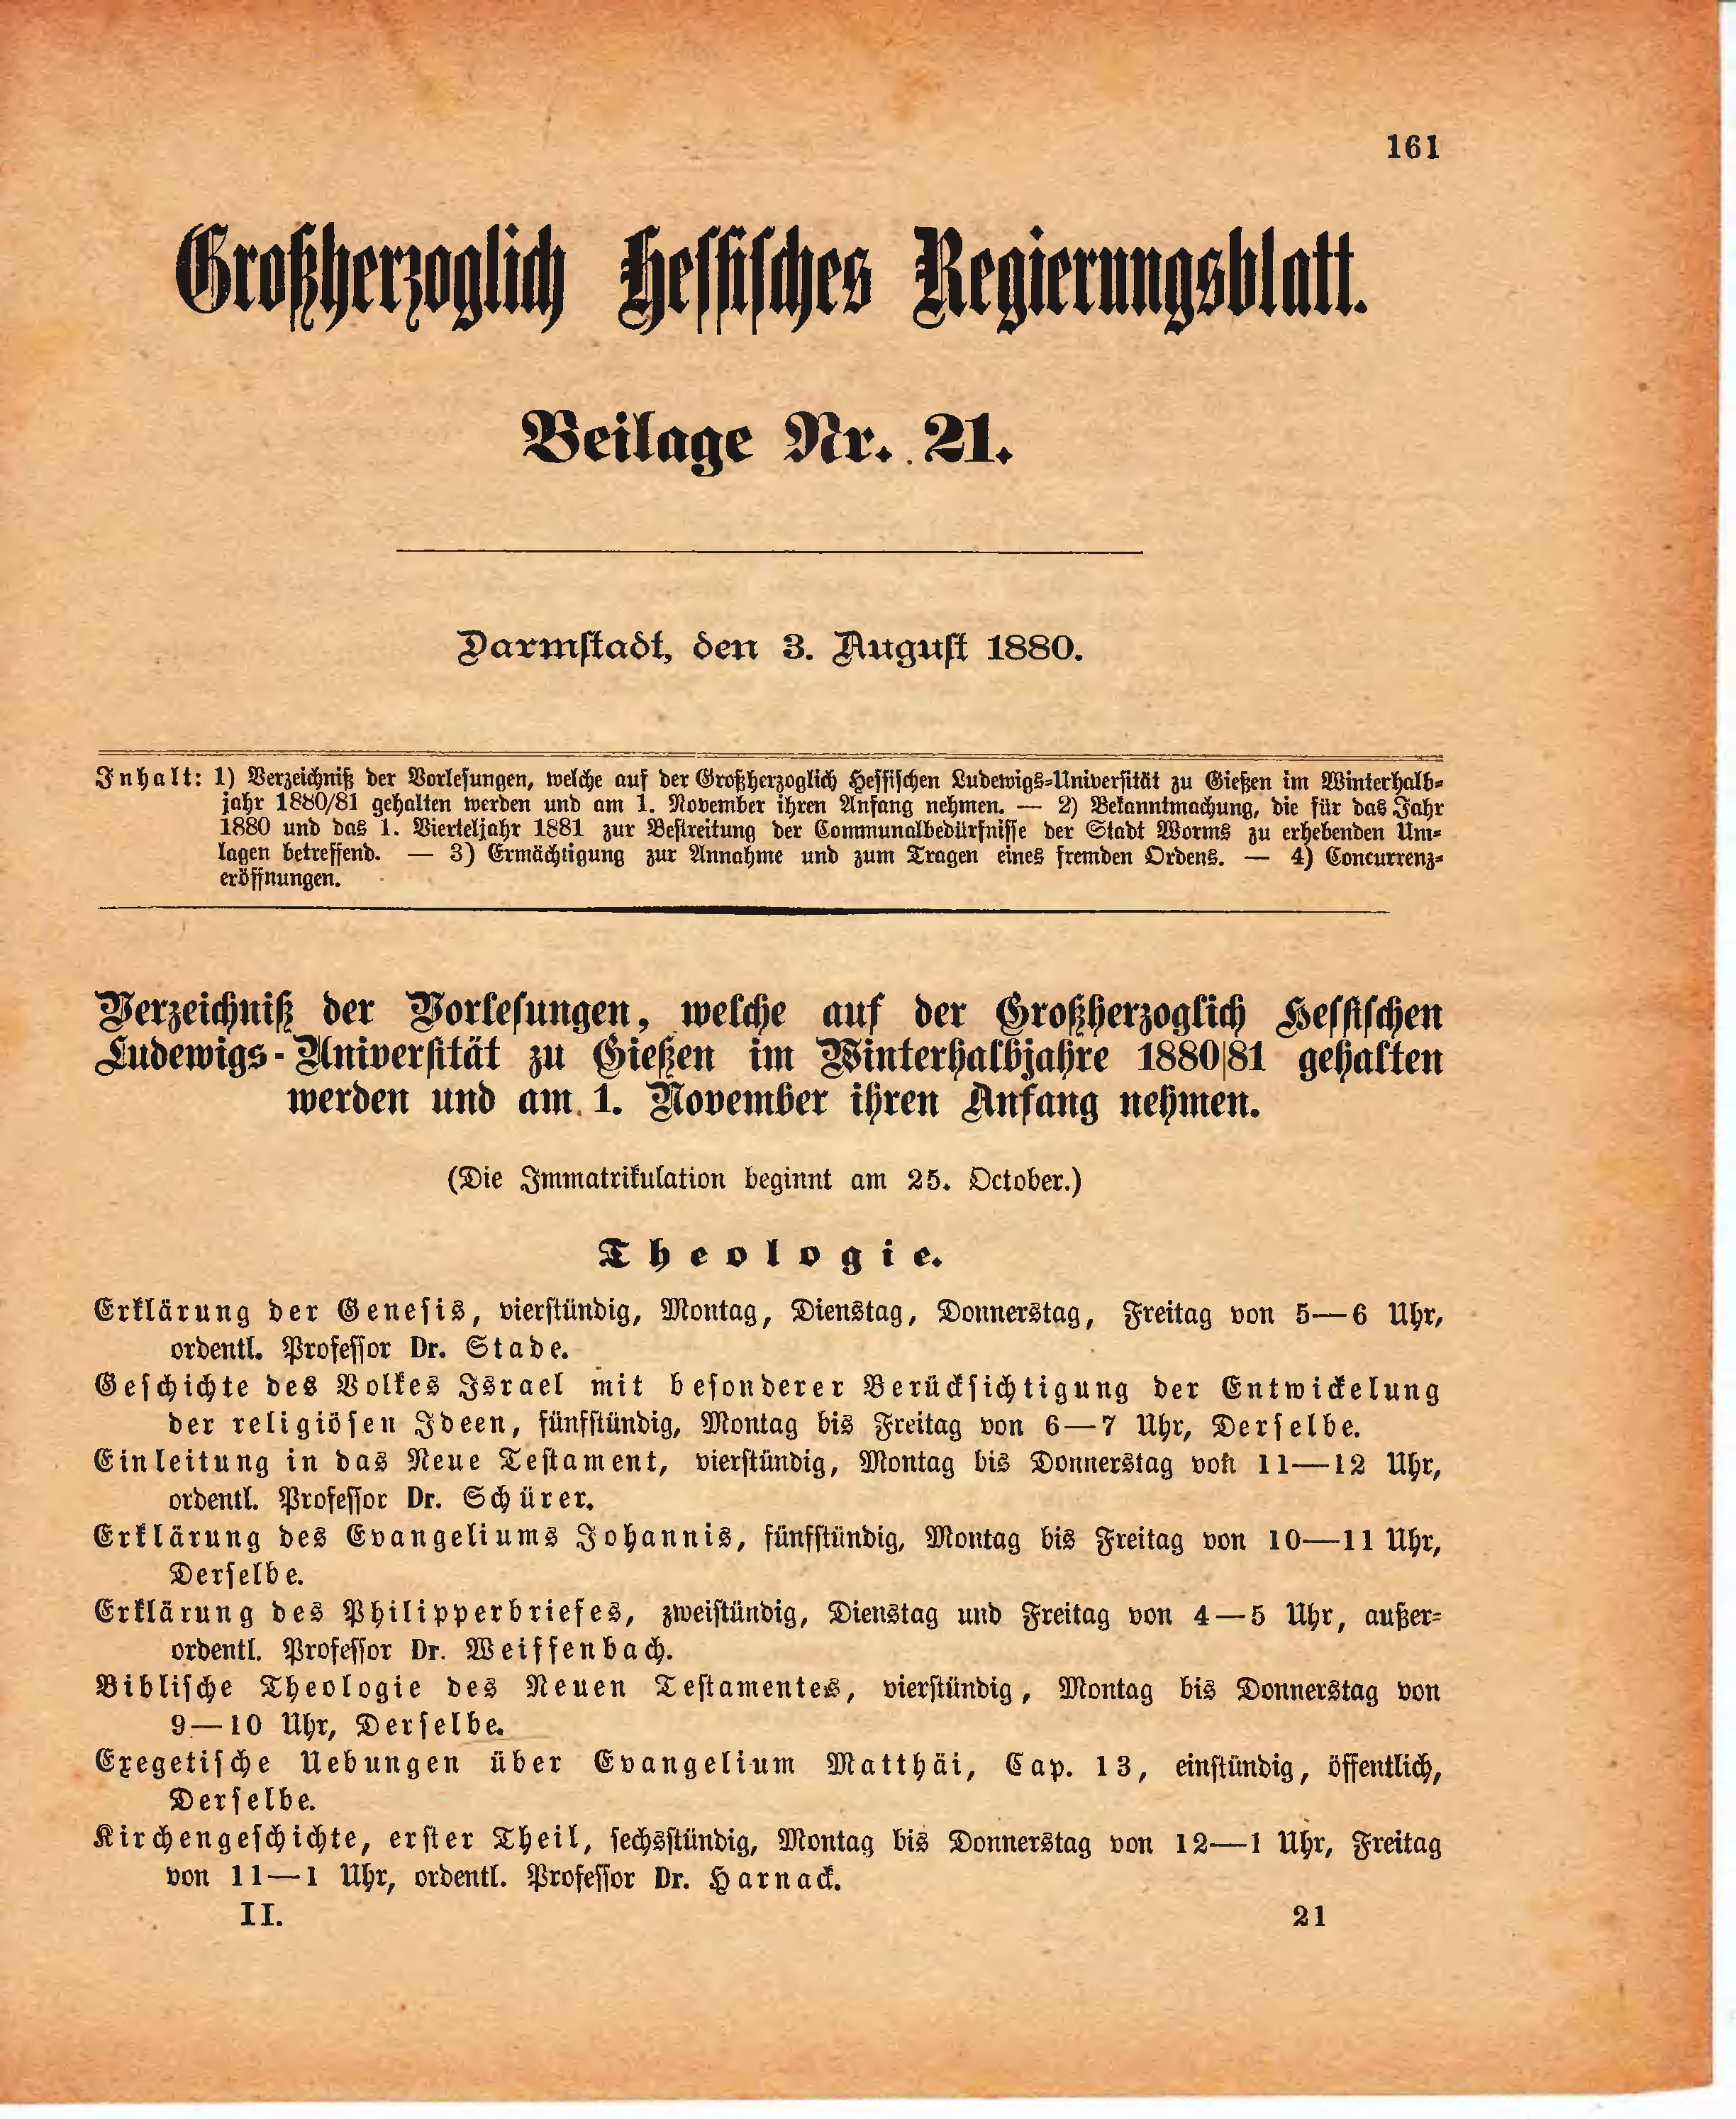 161
Großherzoglich Hessisches Regierungsblatt.
Beilage Nr. 21.
Darmstadt, den 3. August 1880.
Inhalt: 1) Verzeichniß der Vorlesungen, welche auf der Großherzoglich Hessischen Ludewigs-Universität zu Gießen im Winterhalb-
jahr 1880/81 gehalten werden und am 1. November ihren Anfang nehmen. — 2) Bekanntmachung, die für das Jahr
1880 und das 1. Vierteljahr 1881 zur Bestreitung der Communalbedürfnisse der Stadt Worms zu erhebenden Um-
lagen betreffend. — 3) Ermächtigung zur Annahme und zum Tragen eines fremden Ordens. — 4) Concurrenz-
eröffnungen.
Verzeichniß der Vorlesungen, welche auf der Großherzoglich Hessischen
Ludewigs-Universität zu Gießen im Winterhalbjahre 1880|81 gehalten
werden und am 1. November ihren Anfang nehmen.
(Die Immatrikulation beginnt am 25. October.)
Theologie.
Erklärung der Genesis, vierstündig, Montag, Dienstag, Donnerstag, Freitag von 5—6 Uhr,
ordentl. Professor Dr. Stade.
Geschichte des Volkes Israel mit besonderer Berücksichtigung der Entwickelung
der religiösen Ideen, fünfstündig, Montag bis Freitag von 6—7 Uhr, Derselbe.
Einleitung in das Neue Testament, vierstündig, Montag bis Donnerstag von 11—12 Uhr,
ordentl. Professor Dr. Schürer.
Erklärung des Evangeliums Johannis, fünfstündig, Montag bis Freitag von 10—11 Uhr,
Derselbe.
Erklärung des Philipperbriefes, zweistündig, Dienstag und Freitag von 4—5 Uhr, außer-
ordentl. Professor Dr. Weiffenbach.
Biblische Theologie des Neuen Testamentes, vierstündig, Montag bis Donnerstag von
9—10 Uhr, Derselbe.
Exegetische Uebungen über Evangelium Matthäi, Cap. 13, einstündig, öffentlich,
Derselbe.
Kirchengeschichte, erster Theil, sechsstündig, Montag bis Donnerstag von 12—1 Uhr, Freitag
von 11—1 Uhr, ordentl. Professor Dr. Harnack.
II. 21